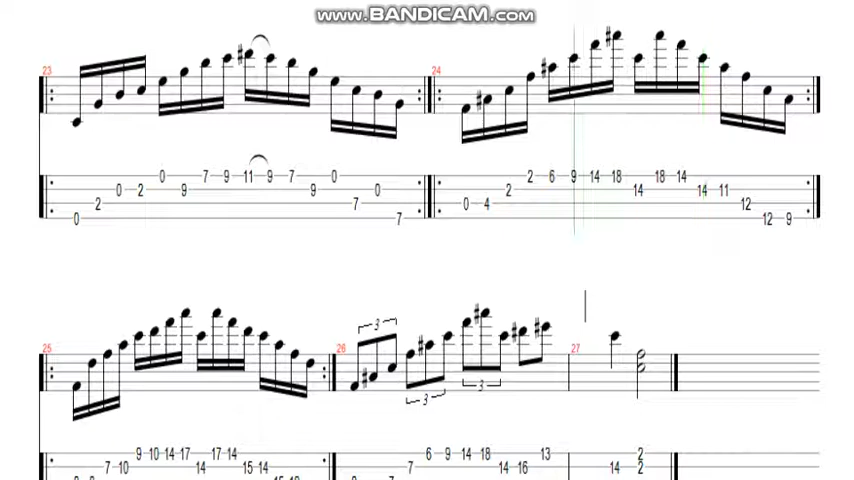 www.BANDICAM.com
23
24
0 7 9 11 9 7 0
2 6 9 14 18 18 14
0 2 9 9 0
2 14 14 11
2 7
0 4 12
0 7
12 9
3
3
3
25
26
27
9 10 14 17 17 14
6 9 14 18 13
2
7 10 14 15 14
7 14 16
14 2